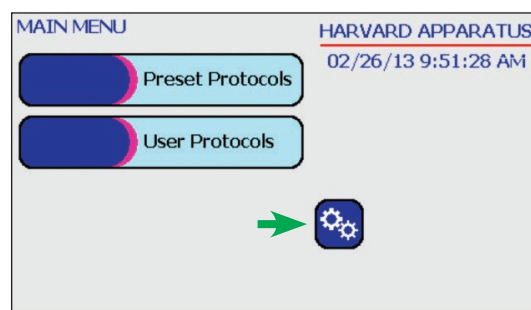 MAIN MENU
HARVARD APPARATUS
02/26/13 9:51:28 AM
Preset Protocols
User Protocols